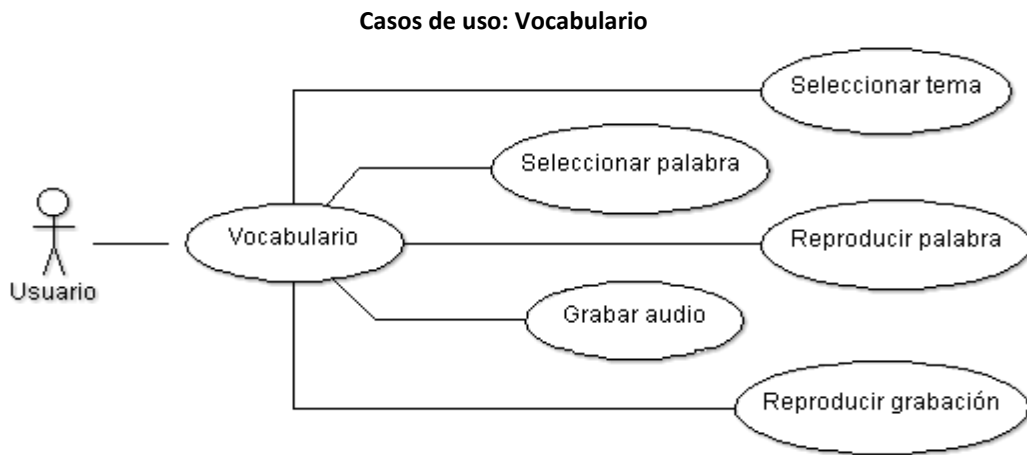 Casos de uso: Vocabulario
Seleccionar tema
Seleccionar palabra
Vocabulario
Reproducir palabra
Usuario
Grabar audio
Reproducir grabación